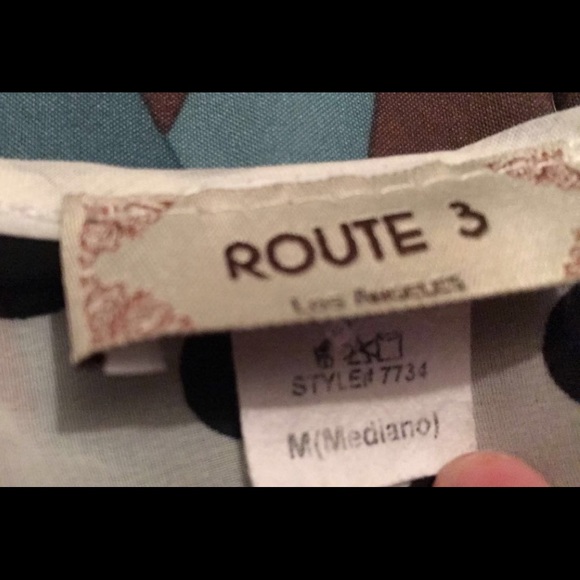 ROUTE 3
Los Angeles
STYLE# 7734
M(Mediano)